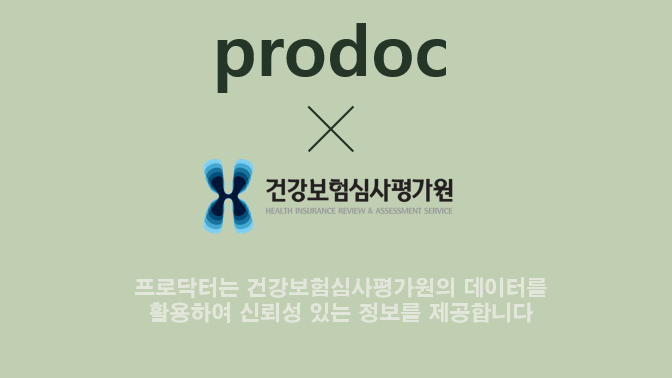 prodoc
건강보험심사평가원
HEALTH INSURANCE REVIEW & ASSESSMENT SERVICE
프로닥터는 건강보험심사평가원의 데이터를
활용하여 신뢰성 있는 정보를 제공합니다